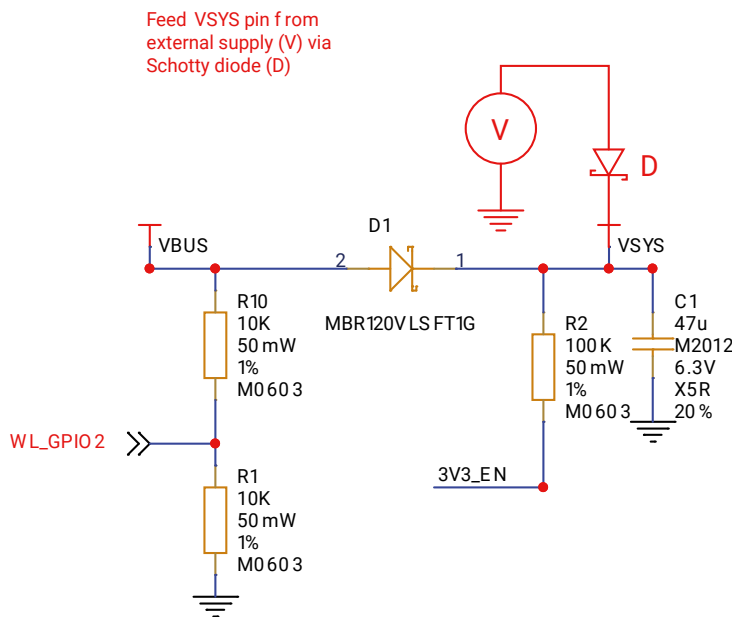 Feed VSYS pin from
external supply (V) via
Schotty diode (D)
V
D
D1
VBUS
VSYS
2
1
R10
10K
50mW
1%
M0603
MBR120VLSFT1G
R2
100K
50mW
1%
M0603
C1
47u
M2012
6.3V
X5R
20%
WL_GPIO2
3V3_EN
R1
10K
50mW
1%
M0603